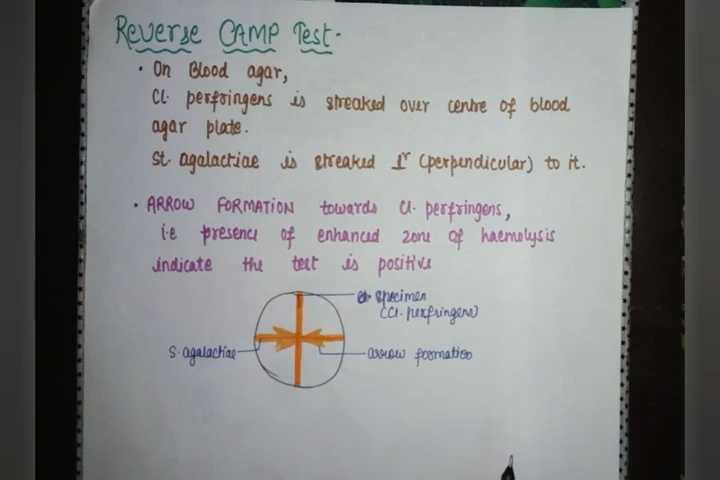 Reverse CAMP Test-
• On Blood agar,
Cl. perfringens is streaked over centre of blood
agar plate.
St. agalactiae is streaked ⊥r (perpendicular) to it.
• ARROW FORMATION towards Cl. perfringens,
i.e presence of enhanced zone of haemolysis
indicate the test is positive
specimen
(Cl. perfringens)
S. agalactiae
arrow formation